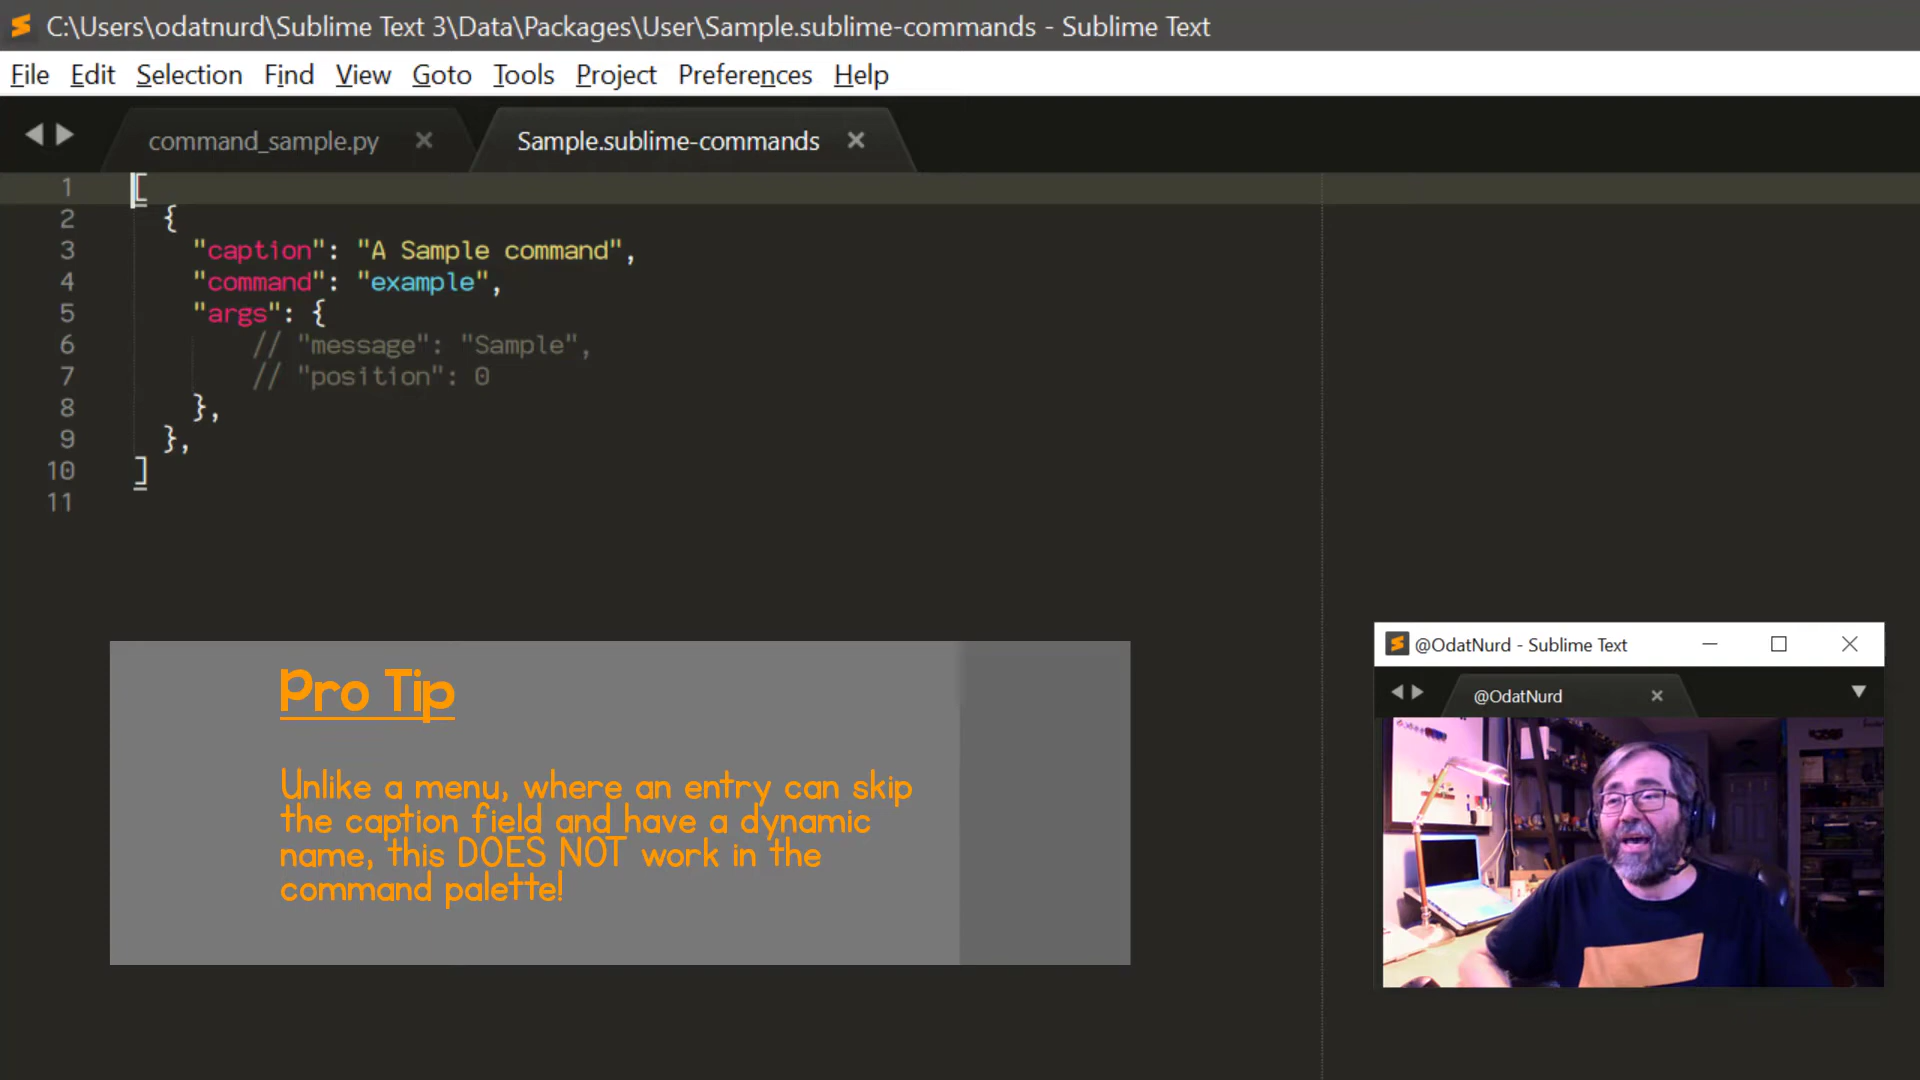 C:\Users\odatnurd\Sublime Text 3\Data\Packages\User\Sample.sublime-commands - Sublime Text
File Edit Selection Find View Goto Tools Project Preferences Help
command_sample.py Sample.sublime-commands
1 [
2 {
3 "caption": "A Sample command",
4 "command": "example",
5 "args": {
6 // "message": "Sample",
7 // "position": 0
8 },
9 },
10 ]
11
Pro Tip
Unlike a menu, where an entry can skip
the caption field and have a dynamic
name, this DOES NOT work in the
command palette!
@OdatNurd - Sublime Text
@OdatNurd